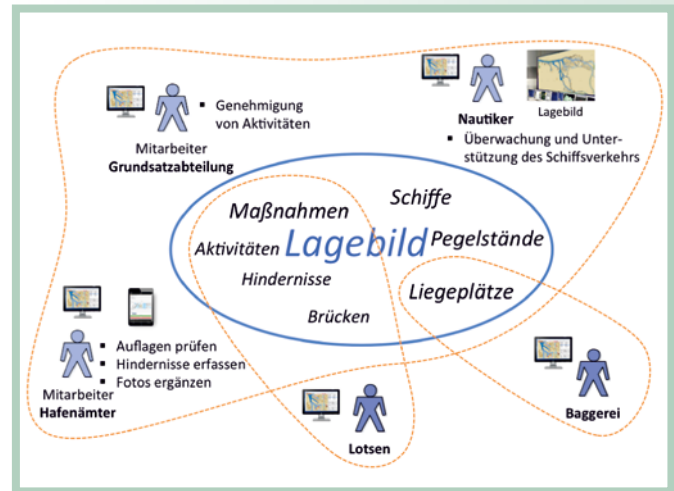 Genehmigung
von Aktivitäten
Mitarbeiter
Grundsatzabteilung
Nautiker
Lagebild
Überwachung und Unter-
stützung des Schiffsverkehrs
Maßnahmen
Schiffe
Aktivitäten
Lagebild
Pegelstände
Hindernisse
Liegeplätze
Brücken
Auflagen prüfen
Hindernisse erfassen
Fotos ergänzen
Mitarbeiter
Hafenämter
Lotsen
Baggerei